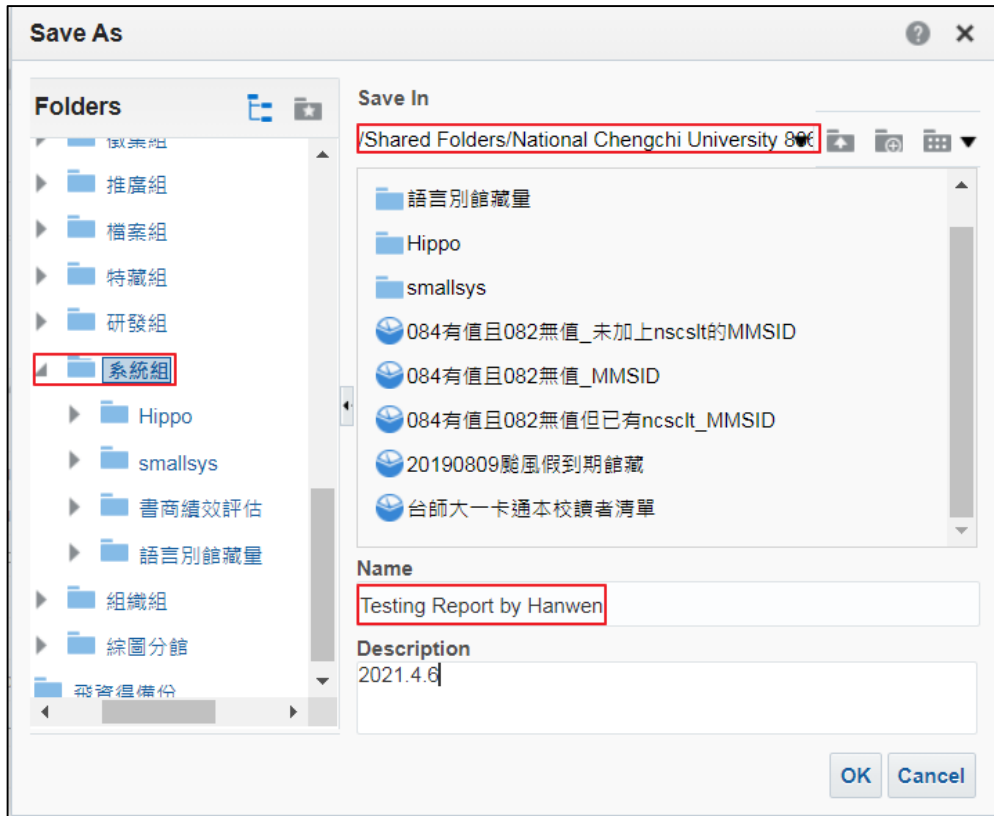 Save As
Folders
徵集組
推廣組
檔案組
特藏組
研發組
系統組
Hippo
smallsys
書商績效評估
語言別館藏量
組織組
綜圖分館
飛資得備份
Save In
/Shared Folders/National Chengchi University
語言別館藏量
Hippo
smallsys
084有值且082無值_未加上nscslt的MMSID
084有值且082無值_MMSID
084有值且082無值但已有ncsclt_MMSID
20190809颱風假到期館藏
台師大一卡通本校讀者清單
Name
Testing Report by Hanwen
Description
2021.4.6
OK Cancel